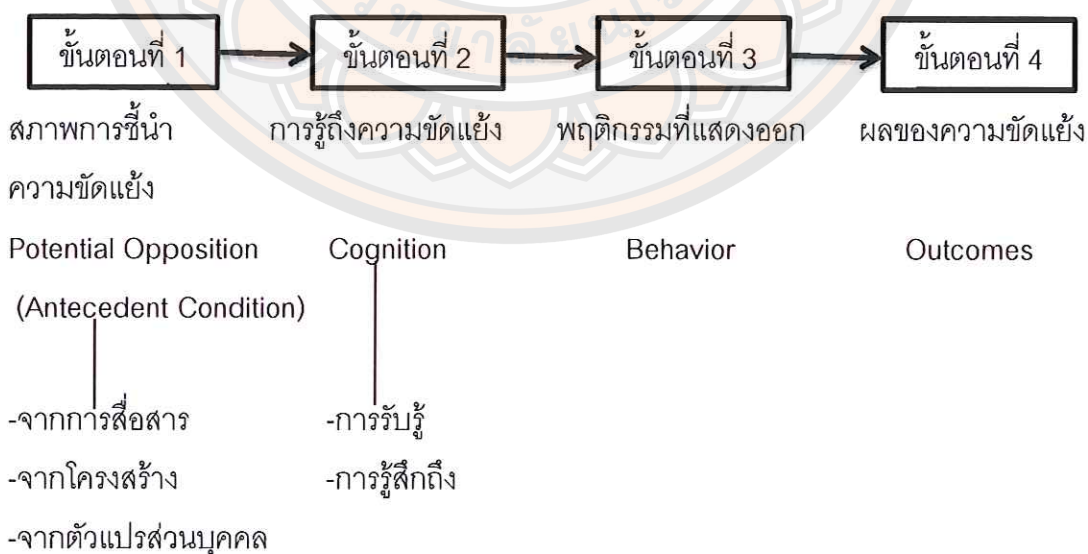 ขั้นตอนที่ 1 ขั้นตอนที่ 2 ขั้นตอนที่ 3 ขั้นตอนที่ 4
สภาพการชี้นำ การรู้ถึงความขัดแย้ง พฤติกรรมที่แสดงออก ผลของความขัดแย้ง
ความขัดแย้ง
Potential Opposition Cognition Behavior Outcomes
(Antecedent Condition)
-จากการสื่อสาร -การรับรู้
-จากโครงสร้าง -การรู้สึกถึง
-จากตัวแปรส่วนบุคคล